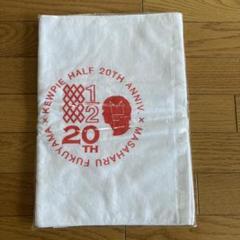 KEWPIE HALF 20TH ANNIV × MASAHARU FUKUYAMA ×
1
2
20
TH